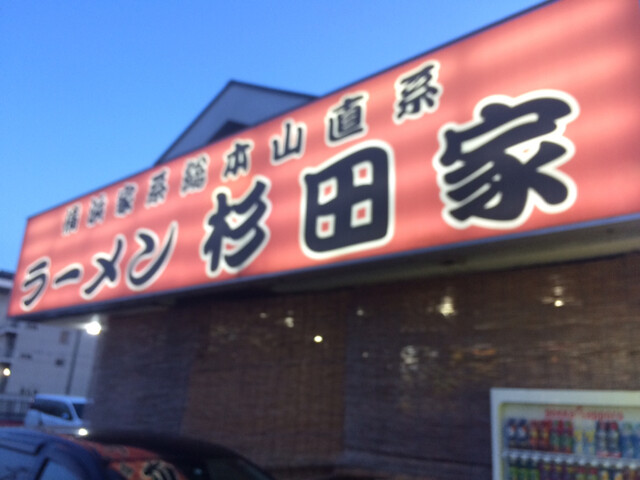 横浜家系総本山直系
ラーメン 杉田家